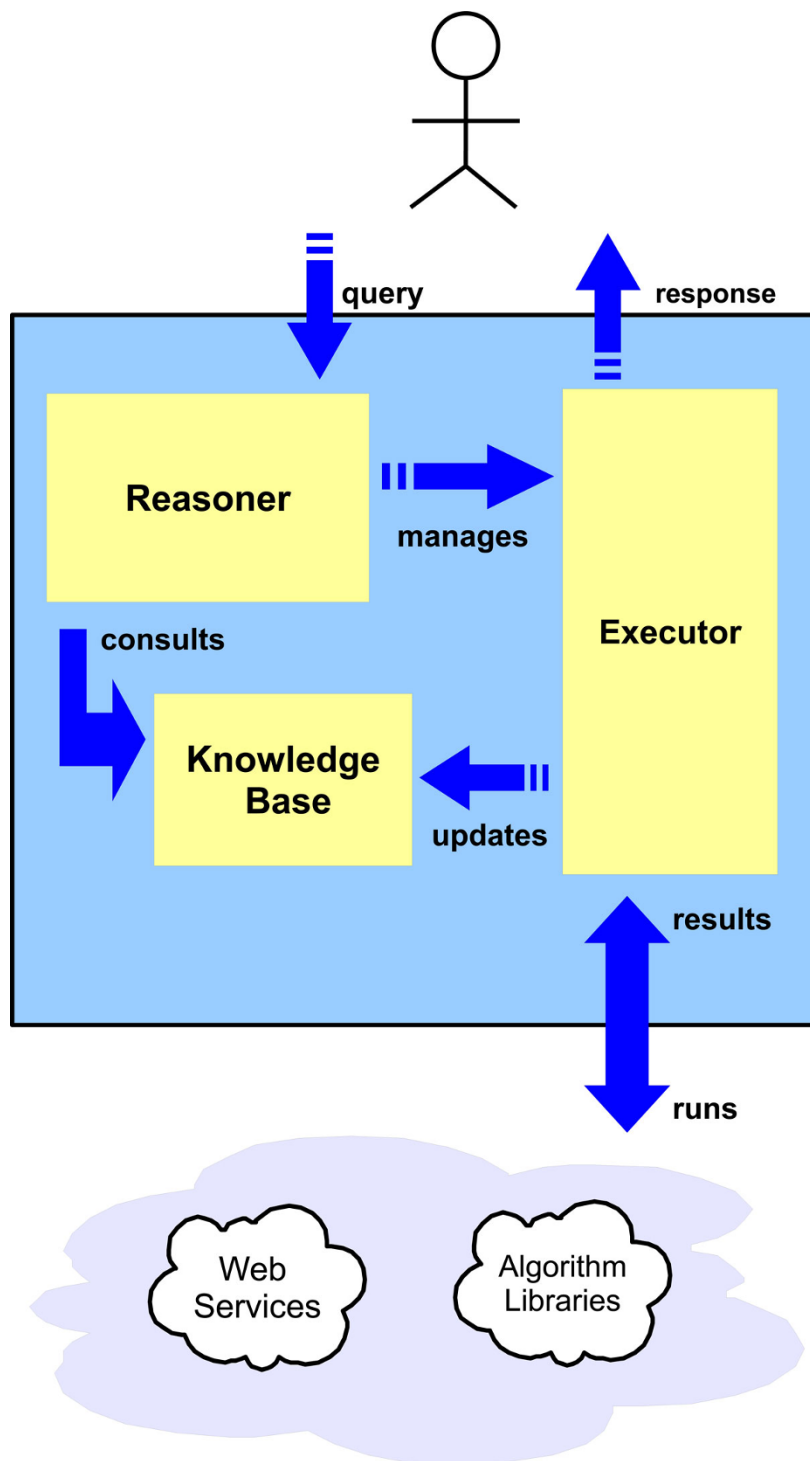 query
response
Reasoner
manages
Executor
consults
Knowledge
Base
updates
results
runs
Web
Services
Algorithm
Libraries